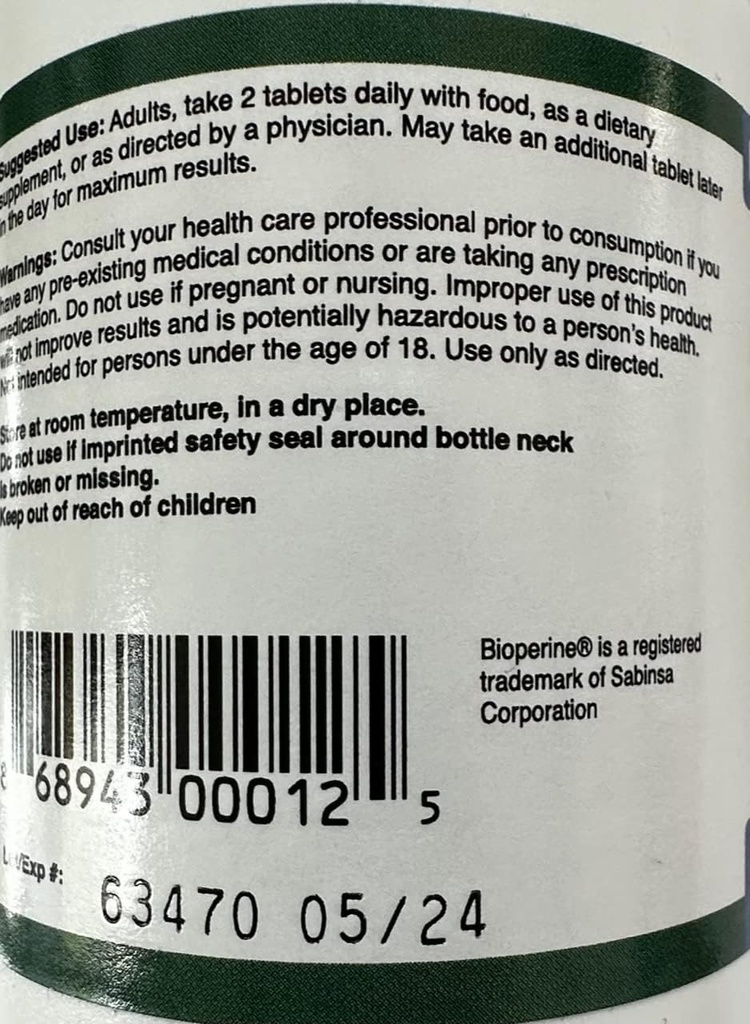 Suggested Use: Adults, take 2 tablets daily with food, as a dietary
supplement, or as directed by a physician. May take an additional tablet later
in the day for maximum results.
Warnings: Consult your health care professional prior to consumption if you
have any pre-existing medical conditions or are taking any prescription
medication. Do not use if pregnant or nursing. Improper use of this product
will not improve results and is potentially hazardous to a person's health.
Not intended for persons under the age of 18. Use only as directed.
Store at room temperature, in a dry place.
Do not use if Imprinted safety seal around bottle neck
is broken or missing.
Keep out of reach of children
Bioperine® is a registered
trademark of Sabinsa
Corporation
8 68943 00012 5
Lot/Exp #:
63470 05/24